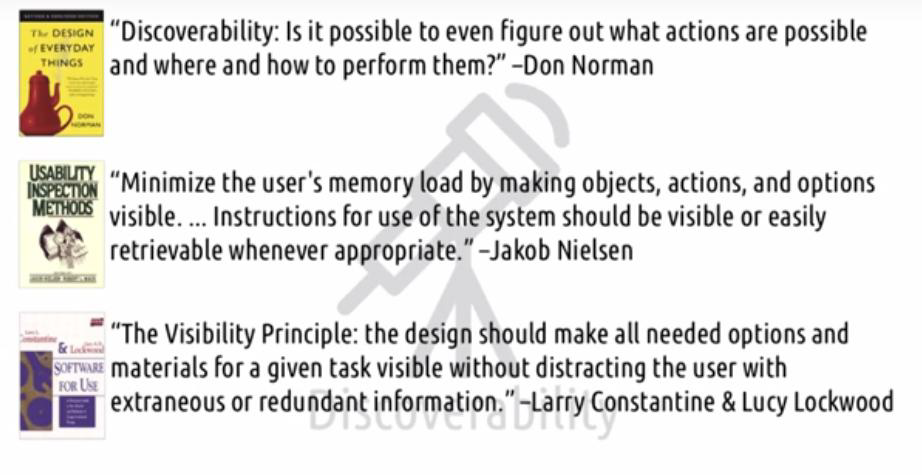 REVISED & EXPANDED EDITION
The DESIGN
of EVERYDAY
THINGS
DON
NORMAN
“Discoverability: Is it possible to even figure out what actions are possible
and where and how to perform them?” –Don Norman
USABILITY
INSPECTION
METHODS
“Minimize the user's memory load by making objects, actions, and options
visible. ... Instructions for use of the system should be visible or easily
retrievable whenever appropriate.” –Jakob Nielsen
Constantine
& Lockwood
SOFTWARE
FOR USE
“The Visibility Principle: the design should make all needed options and
materials for a given task visible without distracting the user with
extraneous or redundant information.” –Larry Constantine & Lucy Lockwood
Discoverability